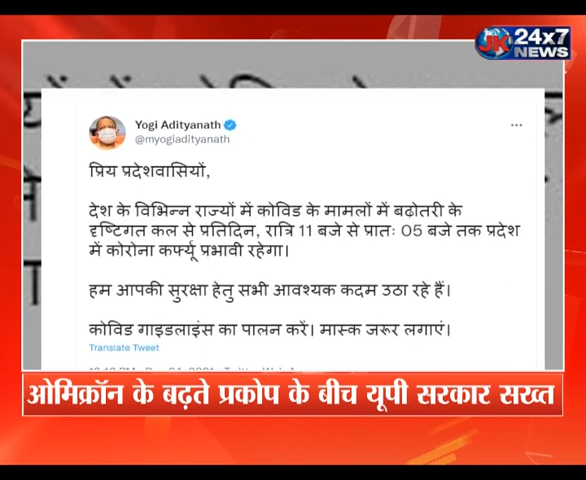 JK 24x7
NEWS
Yogi Adityanath
@myogiadityanath
प्रिय प्रदेशवासियों,
देश के विभिन्न राज्यों में कोविड के मामलों में बढ़ोतरी के
दृष्टिगत कल से प्रतिदिन, रात्रि 11 बजे से प्रातः 05 बजे तक प्रदेश
में कोरोना कर्फ्यू प्रभावी रहेगा।
हम आपकी सुरक्षा हेतु सभी आवश्यक कदम उठा रहे हैं।
कोविड गाइडलाइंस का पालन करें। मास्क जरूर लगाएं।
Translate Tweet
ओमिक्रॉन के बढ़ते प्रकोप के बीच यूपी सरकार सख्त